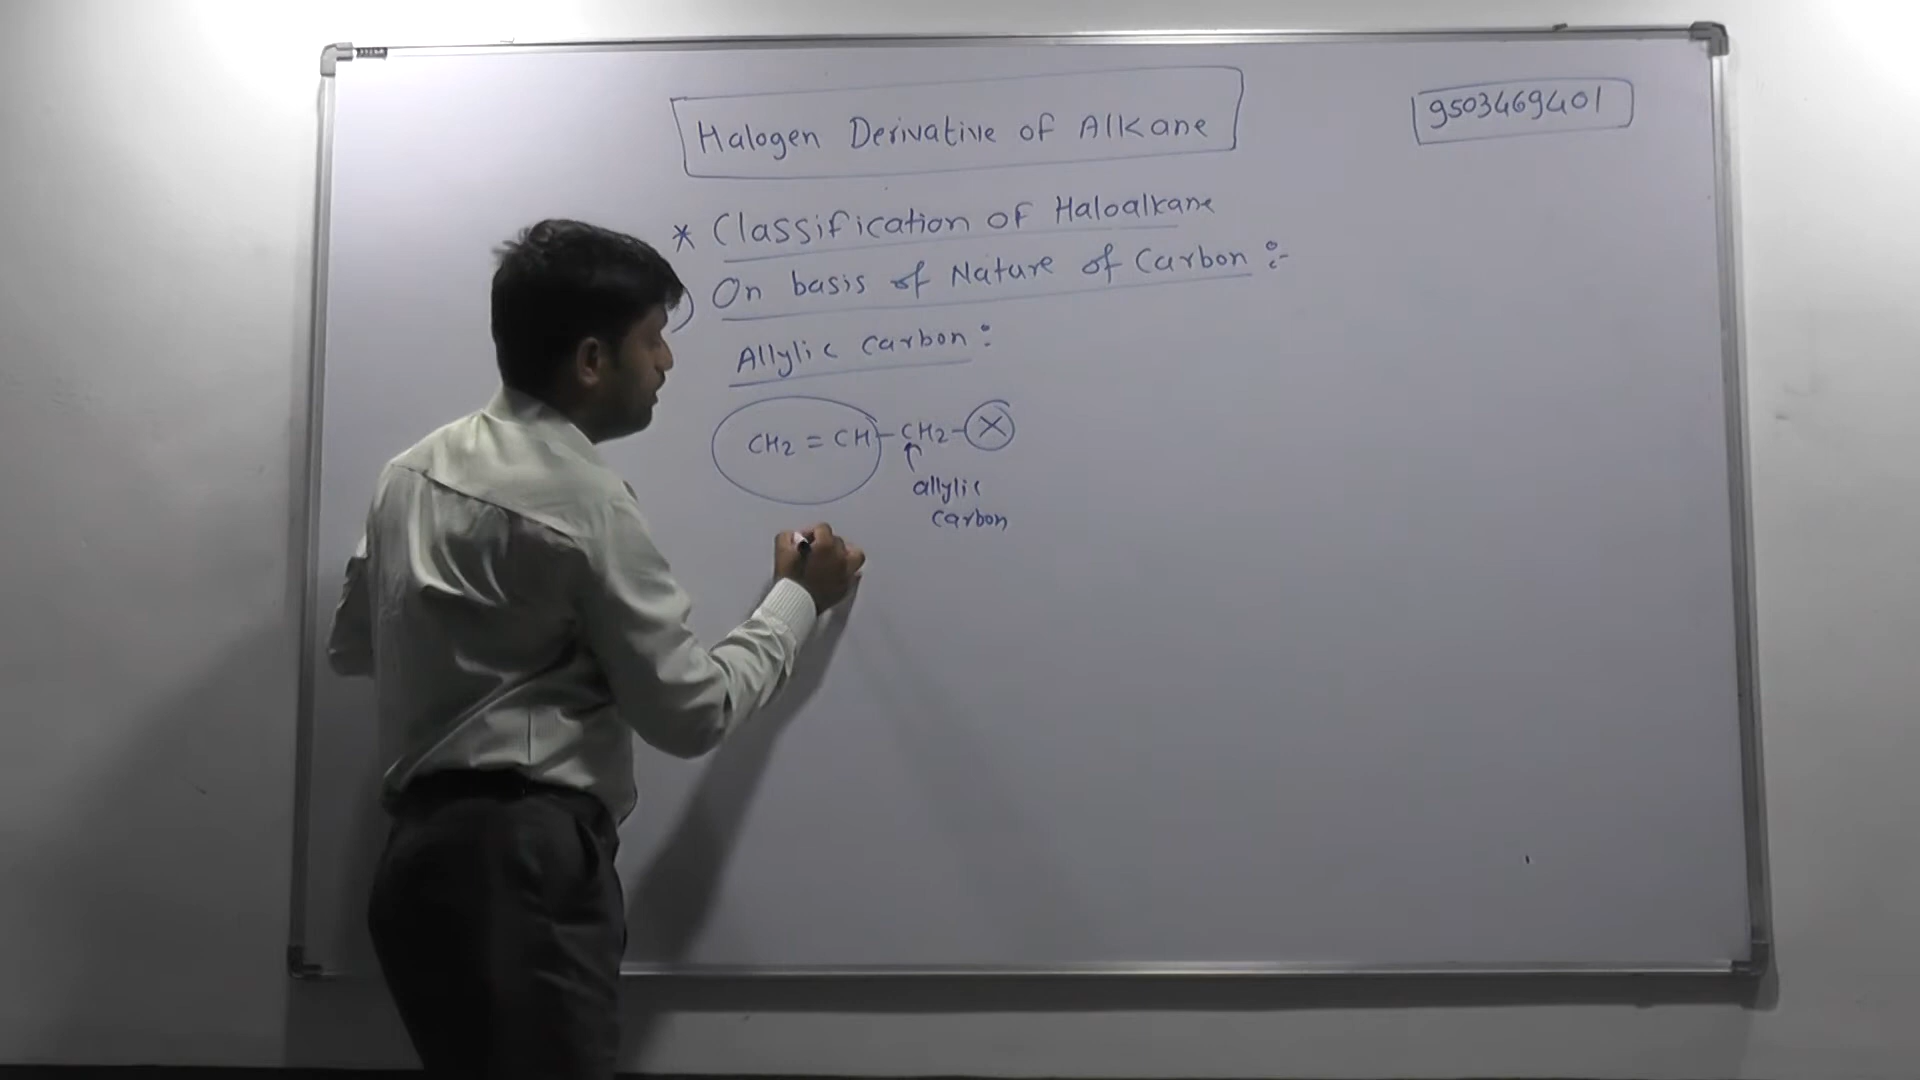 Halogen Derivative of Alkane
9503469401
* Classification of Haloalkane
) On basis of Nature of Carbon :-
Allylic carbon :
CH2 = CH - CH2 - X
allylic
carbon